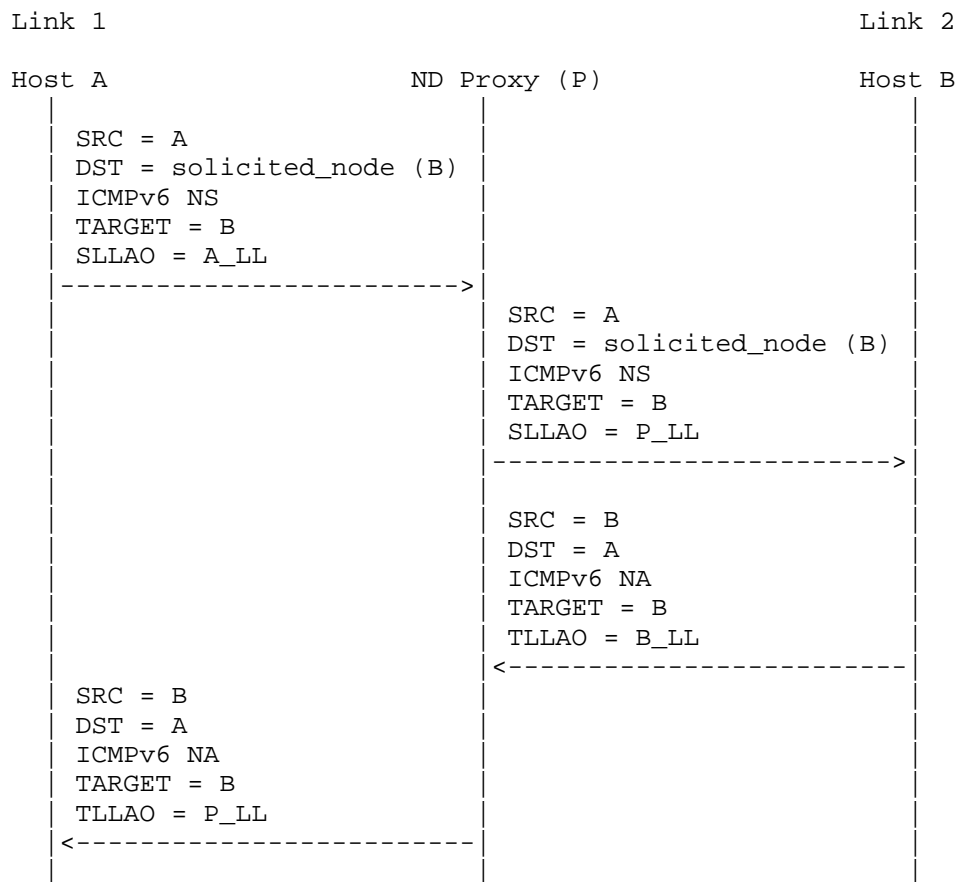 Link 1 Link 2
Host A ND Proxy (P) Host B
SRC = A
DST = solicited_node (B)
ICMPv6 NS
TARGET = B
SLLAO = A_LL
SRC = A
DST = solicited_node (B)
ICMPv6 NS
TARGET = B
SLLAO = P_LL
SRC = B
DST = A
ICMPv6 NA
TARGET = B
TLLAO = B_LL
SRC = B
DST = A
ICMPv6 NA
TARGET = B
TLLAO = P_LL